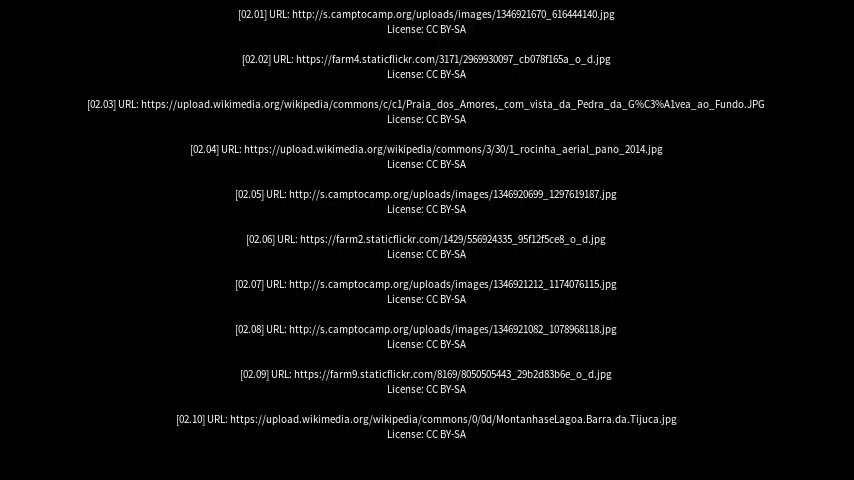 [02.01] URL: http://s.camptocamp.org/uploads/images/1346921670_616444140.jpg
License: CC BY-SA
[02.02] URL: https://farm4.staticflickr.com/3171/2969930097_cb078f165a_o_d.jpg
License: CC BY-SA
[02.03] URL: https://upload.wikimedia.org/wikipedia/commons/c/c1/Praia_dos_Amores,_com_vista_da_Pedra_da_G%C3%A1vea_ao_Fundo.JPG
License: CC BY-SA
[02.04] URL: https://upload.wikimedia.org/wikipedia/commons/3/30/1_rocinha_aerial_pano_2014.jpg
License: CC BY-SA
[02.05] URL: http://s.camptocamp.org/uploads/images/1346920699_1297619187.jpg
License: CC BY-SA
[02.06] URL: https://farm2.staticflickr.com/1429/556924335_95f12f5ce8_o_d.jpg
License: CC BY-SA
[02.07] URL: http://s.camptocamp.org/uploads/images/1346921212_1174076115.jpg
License: CC BY-SA
[02.08] URL: http://s.camptocamp.org/uploads/images/1346921082_1078968118.jpg
License: CC BY-SA
[02.09] URL: https://farm9.staticflickr.com/8169/8050505443_29b2d83b6e_o_d.jpg
License: CC BY-SA
[02.10] URL: https://upload.wikimedia.org/wikipedia/commons/0/0d/MontanhaseLagoa.Barra.da.Tijuca.jpg
License: CC BY-SA